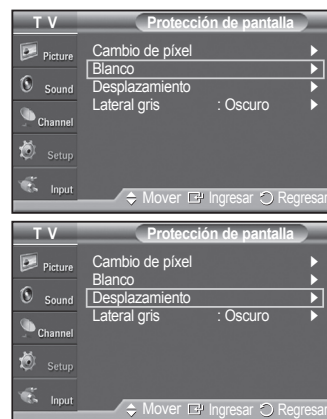 TV Protección de pantalla
Picture
Sound
Channel
Setup
Input
Cambio de píxel
Blanco
Desplazamiento
Lateral gris : Oscuro
Mover Ingresar Regresar
TV Protección de pantalla
Picture
Sound
Channel
Setup
Input
Cambio de píxel
Blanco
Desplazamiento
Lateral gris : Oscuro
Mover Ingresar Regresar